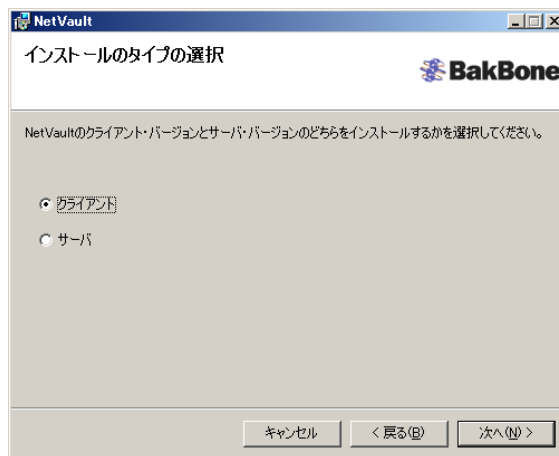 NetVault
インストールのタイプの選択
BakBone
NetVaultのクライアント・バージョンとサーバ・バージョンのどちらをインストールするかを選択してください。
クライアント
サーバ
キャンセル
< 戻る(B)
次へ(N) >